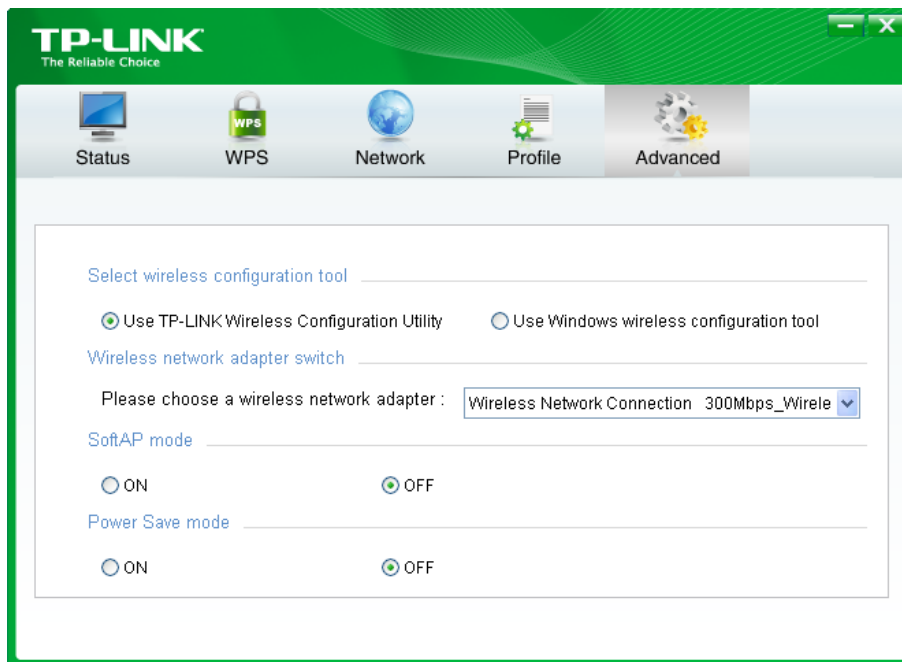 TP-LINK
The Reliable Choice
WPS
Status WPS Network Profile Advanced
Select wireless configuration tool
Use TP-LINK Wireless Configuration Utility Use Windows wireless configuration tool
Wireless network adapter switch
Please choose a wireless network adapter : Wireless Network Connection 300Mbps_Wirele
SoftAP mode
ON OFF
Power Save mode
ON OFF